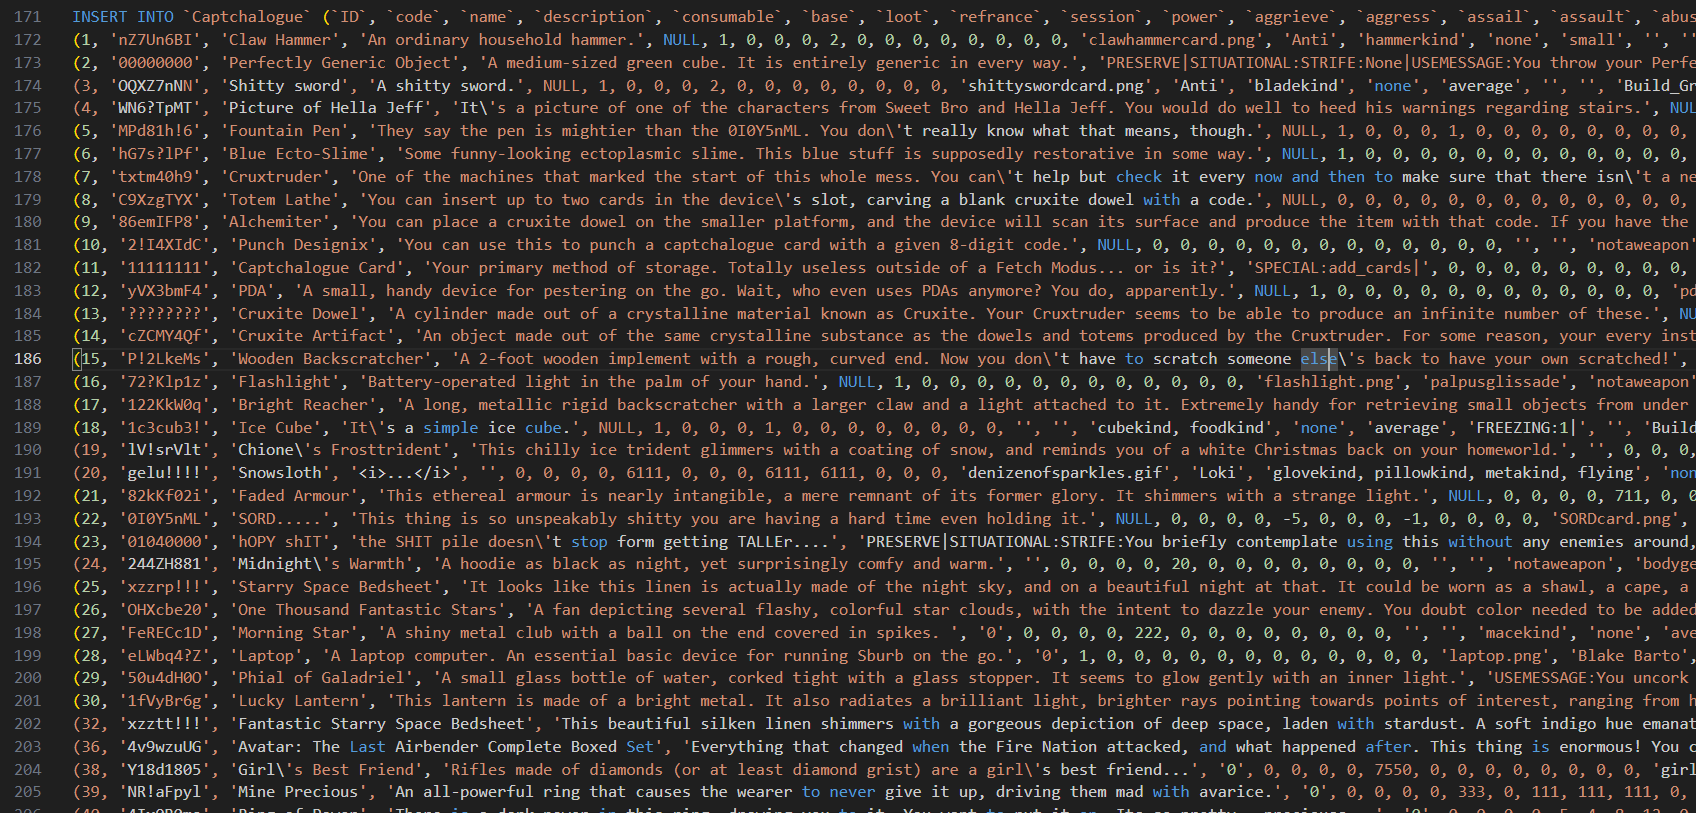 171 INSERT INTO `Captchalogue` (`ID`, `code`, `name`, `description`, `consumable`, `base`, `loot`, `refrance`, `session`, `power`, `aggrieve`, `aggress`, `assail`, `assault`, `abus
172 (1, 'nZ7Un6BI', 'Claw Hammer', 'An ordinary household hammer.', NULL, 1, 0, 0, 0, 2, 0, 0, 0, 0, 0, 0, 0, 0, 'clawhammercard.png', 'Anti', 'hammerkind', 'none', 'small', '', ''
173 (2, '00000000', 'Perfectly Generic Object', 'A medium-sized green cube. It is entirely generic in every way.', 'PRESERVE|SITUATIONAL:STRIFE:None|USEMESSAGE:You throw your Perfe
174 (3, 'OQXZ7nNN', 'Shitty sword', 'A shitty sword.', NULL, 1, 0, 0, 0, 2, 0, 0, 0, 0, 0, 0, 0, 0, 'shittyswordcard.png', 'Anti', 'bladekind', 'none', 'average', '', '', 'Build_Gr
175 (4, 'WN6?TpMT', 'Picture of Hella Jeff', 'It\'s a picture of one of the characters from Sweet Bro and Hella Jeff. You would do well to heed his warnings regarding stairs.', NUL
176 (5, 'MPd81h!6', 'Fountain Pen', 'They say the pen is mightier than the 0I0Y5nML. You don\'t really know what that means, though.', NULL, 1, 0, 0, 0, 1, 0, 0, 0, 0, 0, 0, 0, 0,
177 (6, 'hG7s?lPf', 'Blue Ecto-Slime', 'Some funny-looking ectoplasmic slime. This blue stuff is supposedly restorative in some way.', NULL, 1, 0, 0, 0, 0, 0, 0, 0, 0, 0, 0, 0, 0,
178 (7, 'txtm40h9', 'Cruxtruder', 'One of the machines that marked the start of this whole mess. You can\'t help but check it every now and then to make sure that there isn\'t a ne
179 (8, 'C9XzgTYX', 'Totem Lathe', 'You can insert up to two cards in the device\'s slot, carving a blank cruxite dowel with a code.', NULL, 0, 0, 0, 0, 0, 0, 0, 0, 0, 0, 0, 0, 0,
180 (9, '86emIFP8', 'Alchemiter', 'You can place a cruxite dowel on the smaller platform, and the device will scan its surface and produce the item with that code. If you have the
181 (10, '2!I4XIdC', 'Punch Designix', 'You can use this to punch a captchalogue card with a given 8-digit code.', NULL, 0, 0, 0, 0, 0, 0, 0, 0, 0, 0, 0, 0, 0, '', '', 'notaweapon'
182 (11, '11111111', 'Captchalogue Card', 'Your primary method of storage. Totally useless outside of a Fetch Modus... or is it?', 'SPECIAL:add_cards|', 0, 0, 0, 0, 0, 0, 0, 0, 0,
183 (12, 'yVX3bmF4', 'PDA', 'A small, handy device for pestering on the go. Wait, who even uses PDAs anymore? You do, apparently.', NULL, 1, 0, 0, 0, 0, 0, 0, 0, 0, 0, 0, 0, 0, 'pd
184 (13, '????????', 'Cruxite Dowel', 'A cylinder made out of a crystalline material known as Cruxite. Your Cruxtruder seems to be able to produce an infinite number of these.', NU
185 (14, 'cZCMY4Qf', 'Cruxite Artifact', 'An object made out of the same crystalline substance as the dowels and totems produced by the Cruxtruder. For some reason, your every inst
186 (15, 'P!2LkeMs', 'Wooden Backscratcher', 'A 2-foot wooden implement with a rough, curved end. Now you don\'t have to scratch someone else\'s back to have your own scratched!',
187 (16, '72?Klp1z', 'Flashlight', 'Battery-operated light in the palm of your hand.', NULL, 1, 0, 0, 0, 0, 0, 0, 0, 0, 0, 0, 0, 0, 'flashlight.png', 'palpusglissade', 'notaweapon'
188 (17, '122KkW0q', 'Bright Reacher', 'A long, metallic rigid backscratcher with a larger claw and a light attached to it. Extremely handy for retrieving small objects from under
189 (18, '1c3cub3!', 'Ice Cube', 'It\'s a simple ice cube.', NULL, 1, 0, 0, 0, 1, 0, 0, 0, 0, 0, 0, 0, 0, '', '', 'cubekind, foodkind', 'none', 'average', 'FREEZING:1|', '', 'Build
190 (19, 'lV!srVlt', 'Chione\'s Frosttrident', 'This chilly ice trident glimmers with a coating of snow, and reminds you of a white Christmas back on your homeworld.', '', 0, 0, 0,
191 (20, 'gelu!!!!', 'Snowsloth', '<i>...</i>', '', 0, 0, 0, 0, 6111, 0, 0, 0, 6111, 6111, 0, 0, 0, 'denizenofsparkles.gif', 'Loki', 'glovekind, pillowkind, metakind, flying', 'non
192 (21, '82kKf02i', 'Faded Armour', 'This ethereal armour is nearly intangible, a mere remnant of its former glory. It shimmers with a strange light.', NULL, 0, 0, 0, 0, 711, 0, 0
193 (22, '0I0Y5nML', 'SORD.....', 'This thing is so unspeakably shitty you are having a hard time even holding it.', NULL, 0, 0, 0, 0, -5, 0, 0, 0, -1, 0, 0, 0, 0, 'SORDcard.png',
194 (23, '01040000', 'hOPY shIT', 'the SHIT pile doesn\'t stop form getting TALLEr....', 'PRESERVE|SITUATIONAL:STRIFE:You briefly contemplate using this without any enemies around,
195 (24, '244ZH881', 'Midnight\'s Warmth', 'A hoodie as black as night, yet surprisingly comfy and warm.', '', 0, 0, 0, 0, 20, 0, 0, 0, 0, 0, 0, 0, 0, '', '', 'notaweapon', 'bodyge
196 (25, 'xzzrp!!!', 'Starry Space Bedsheet', 'It looks like this linen is actually made of the night sky, and on a beautiful night at that. It could be worn as a shawl, a cape, a
197 (26, 'OHXcbe20', 'One Thousand Fantastic Stars', 'A fan depicting several flashy, colorful star clouds, with the intent to dazzle your enemy. You doubt color needed to be added
198 (27, 'FeRECc1D', 'Morning Star', 'A shiny metal club with a ball on the end covered in spikes. ', '0', 0, 0, 0, 0, 222, 0, 0, 0, 0, 0, 0, 0, 0, '', '', 'macekind', 'none', 'ave
199 (28, 'eLWbq4?Z', 'Laptop', 'A laptop computer. An essential basic device for running Sburb on the go.', '0', 1, 0, 0, 0, 0, 0, 0, 0, 0, 0, 0, 0, 0, 'laptop.png', 'Blake Barto',
200 (29, '50u4dH0O', 'Phial of Galadriel', 'A small glass bottle of water, corked tight with a glass stopper. It seems to glow gently with an inner light.', 'USEMESSAGE:You uncork
201 (30, '1fVyBr6g', 'Lucky Lantern', 'This lantern is made of a bright metal. It also radiates a brilliant light, brighter rays pointing towards points of interest, ranging from h
202 (32, 'xzztt!!!', 'Fantastic Starry Space Bedsheet', 'This beautiful silken linen shimmers with a gorgeous depiction of deep space, laden with stardust. A soft indigo hue emanat
203 (36, '4v9wzuUG', 'Avatar: The Last Airbender Complete Boxed Set', 'Everything that changed when the Fire Nation attacked, and what happened after. This thing is enormous! You c
204 (38, 'Y18d1805', 'Girl\'s Best Friend', 'Rifles made of diamonds (or at least diamond grist) are a girl\'s best friend...', '0', 0, 0, 0, 0, 7550, 0, 0, 0, 0, 0, 0, 0, 0, 'girl
205 (39, 'NR!aFpyl', 'Mine Precious', 'An all-powerful ring that causes the wearer to never give it up, driving them mad with avarice.', '0', 0, 0, 0, 0, 333, 0, 111, 111, 111, 0,